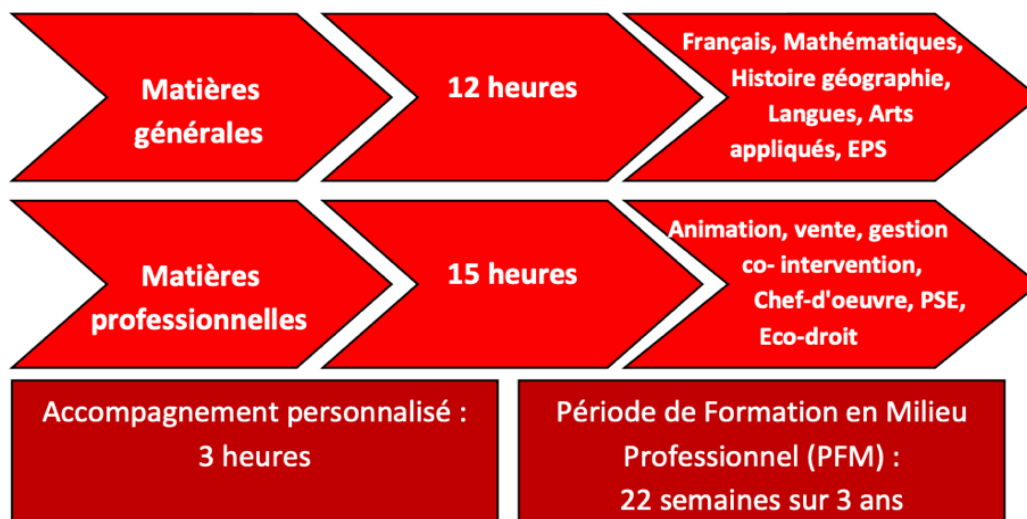 Matières
générales
12 heures
Français, Mathématiques,
Histoire géographie,
Langues, Arts
appliqués, EPS
Matières
professionnelles
15 heures
Animation, vente, gestion
co- intervention,
Chef-d'oeuvre, PSE,
Eco-droit
Accompagnement personnalisé :
3 heures
Période de Formation en Milieu
Professionnel (PFM) :
22 semaines sur 3 ans